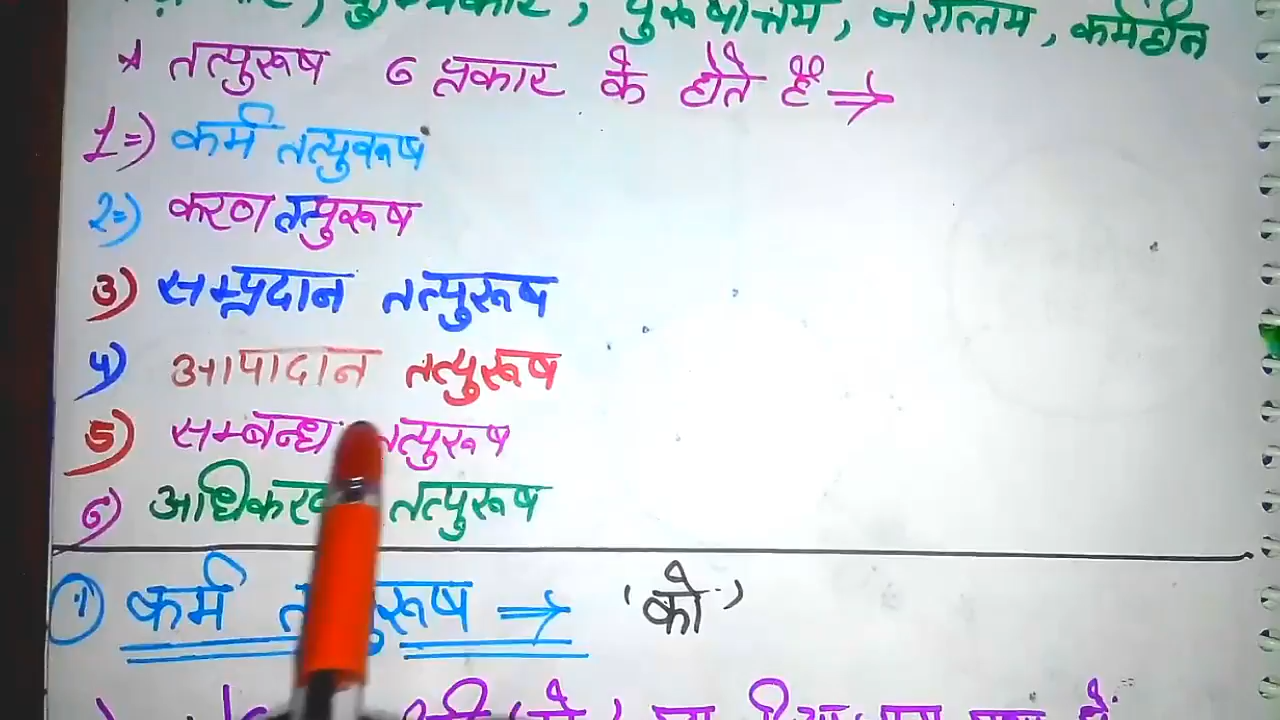 पुरूषोत्तम, नरोत्तम, कर्महीन
* तत्पुरूष 6 प्रकार के होते हैं →
1⇒) कर्म तत्पुरूष
2⇒) करण तत्पुरूष
3) सम्प्रदान तत्पुरूष
4) आपादान तत्पुरूष
5) सम्बन्ध तत्पुरूष
6) अधिकरण तत्पुरूष
① कर्म तत्पुरूष → 'को'